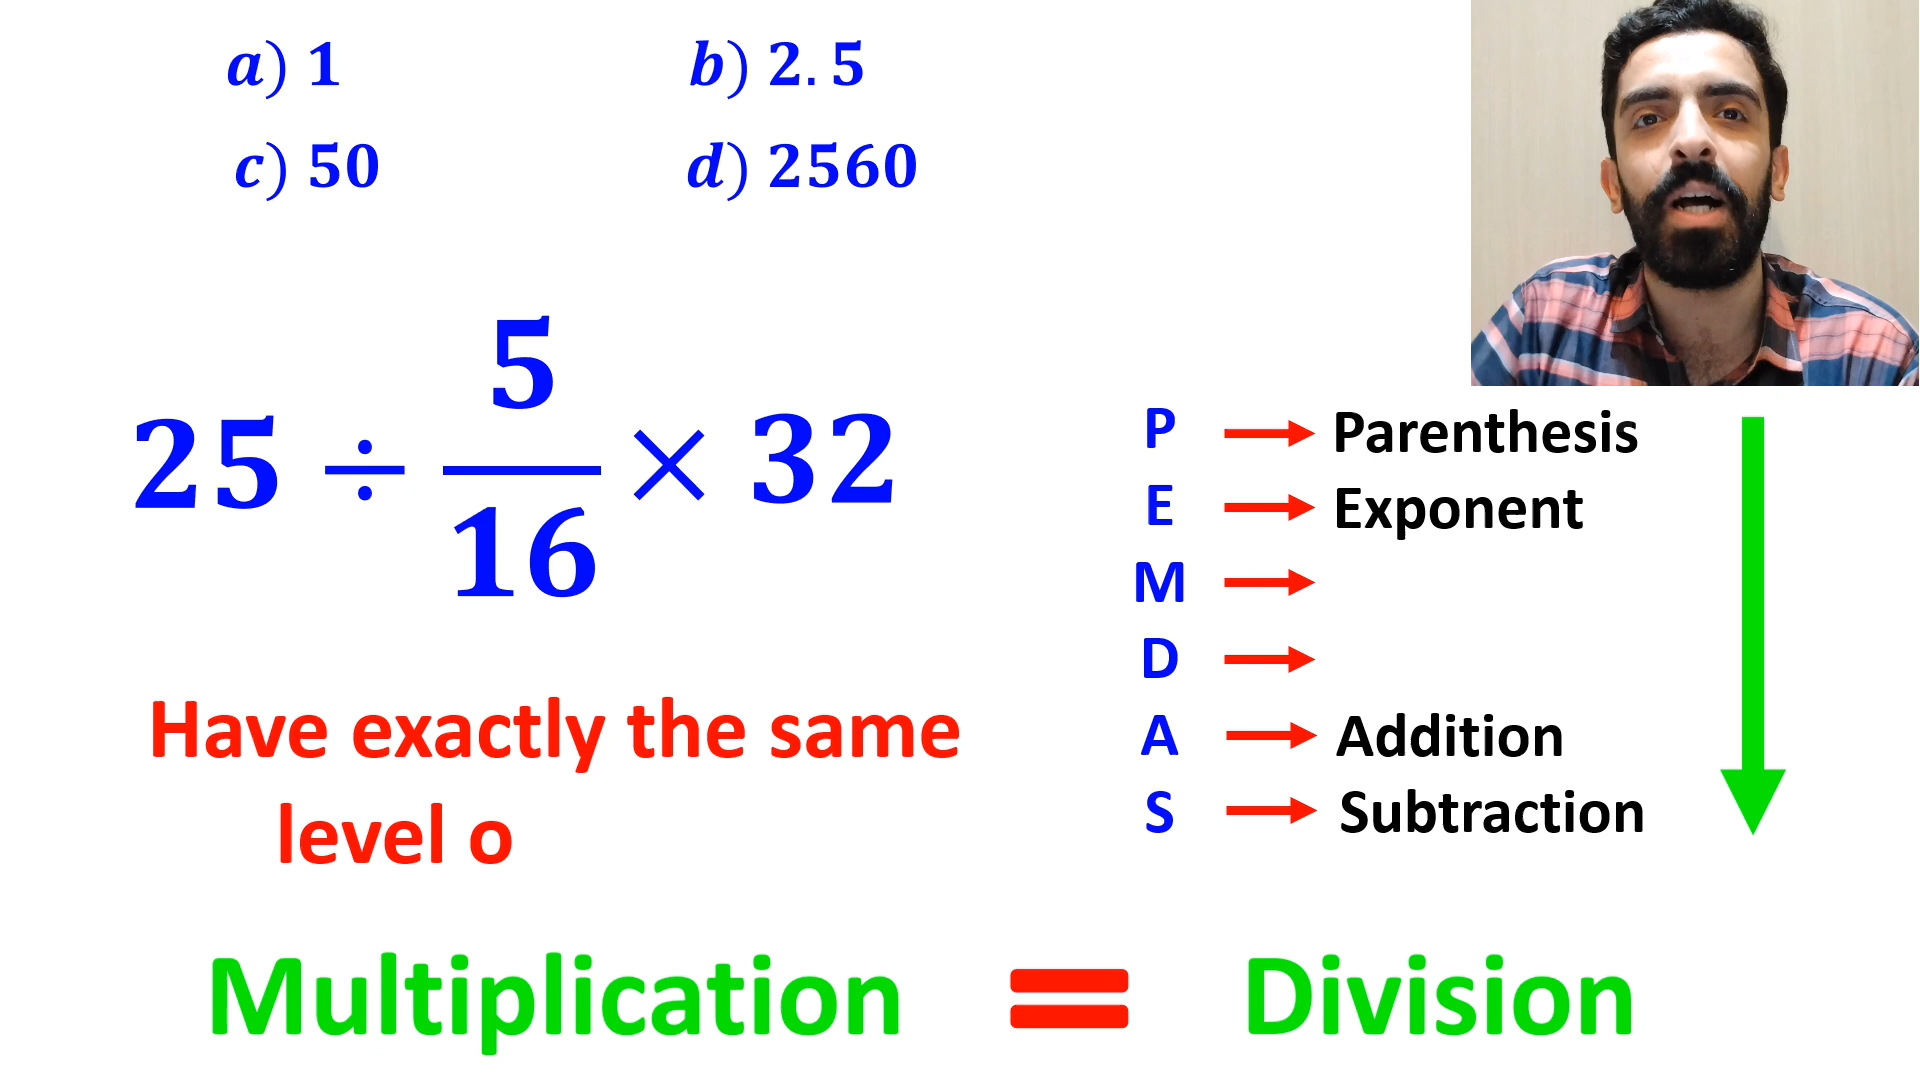 a) 1 b) 2.5
c) 50 d) 2560
25 ÷ 5/16 × 32
P → Parenthesis
E → Exponent
M →
D →
A → Addition
S → Subtraction
Have exactly the same
level o
Multiplication = Division